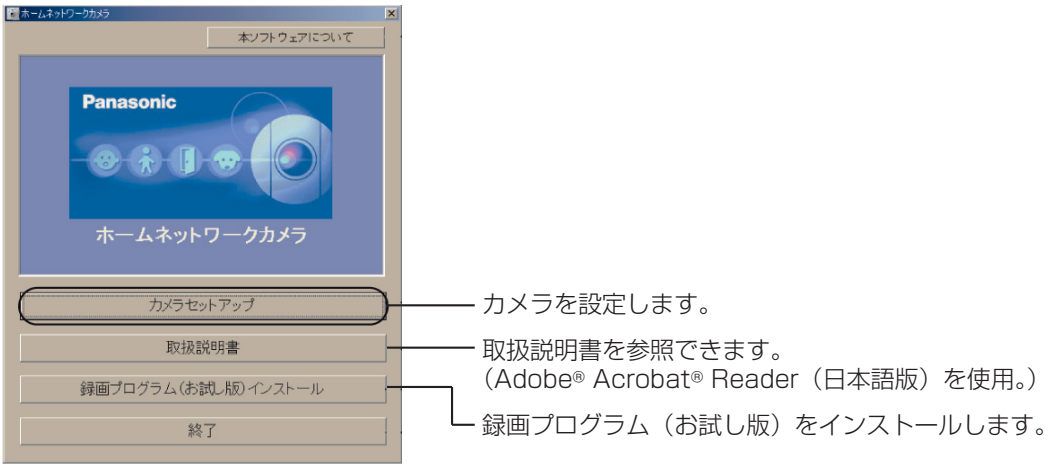 ホームネットワークカメラ
本ソフトウェアについて
Panasonic
ホームネットワークカメラ
カメラセットアップ
カメラを設定します。
取扱説明書
取扱説明書を参照できます。
（Adobe® Acrobat® Reader（日本語版）を使用。）
録画プログラム(お試し版)インストール
録画プログラム（お試し版）をインストールします。
終了